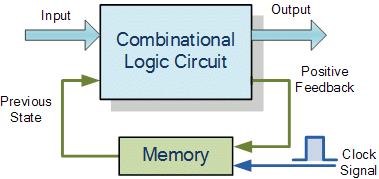 Input
Output
Combinational
Logic Circuit
Positive
Feedback
Previous
State
Memory
Clock
Signal